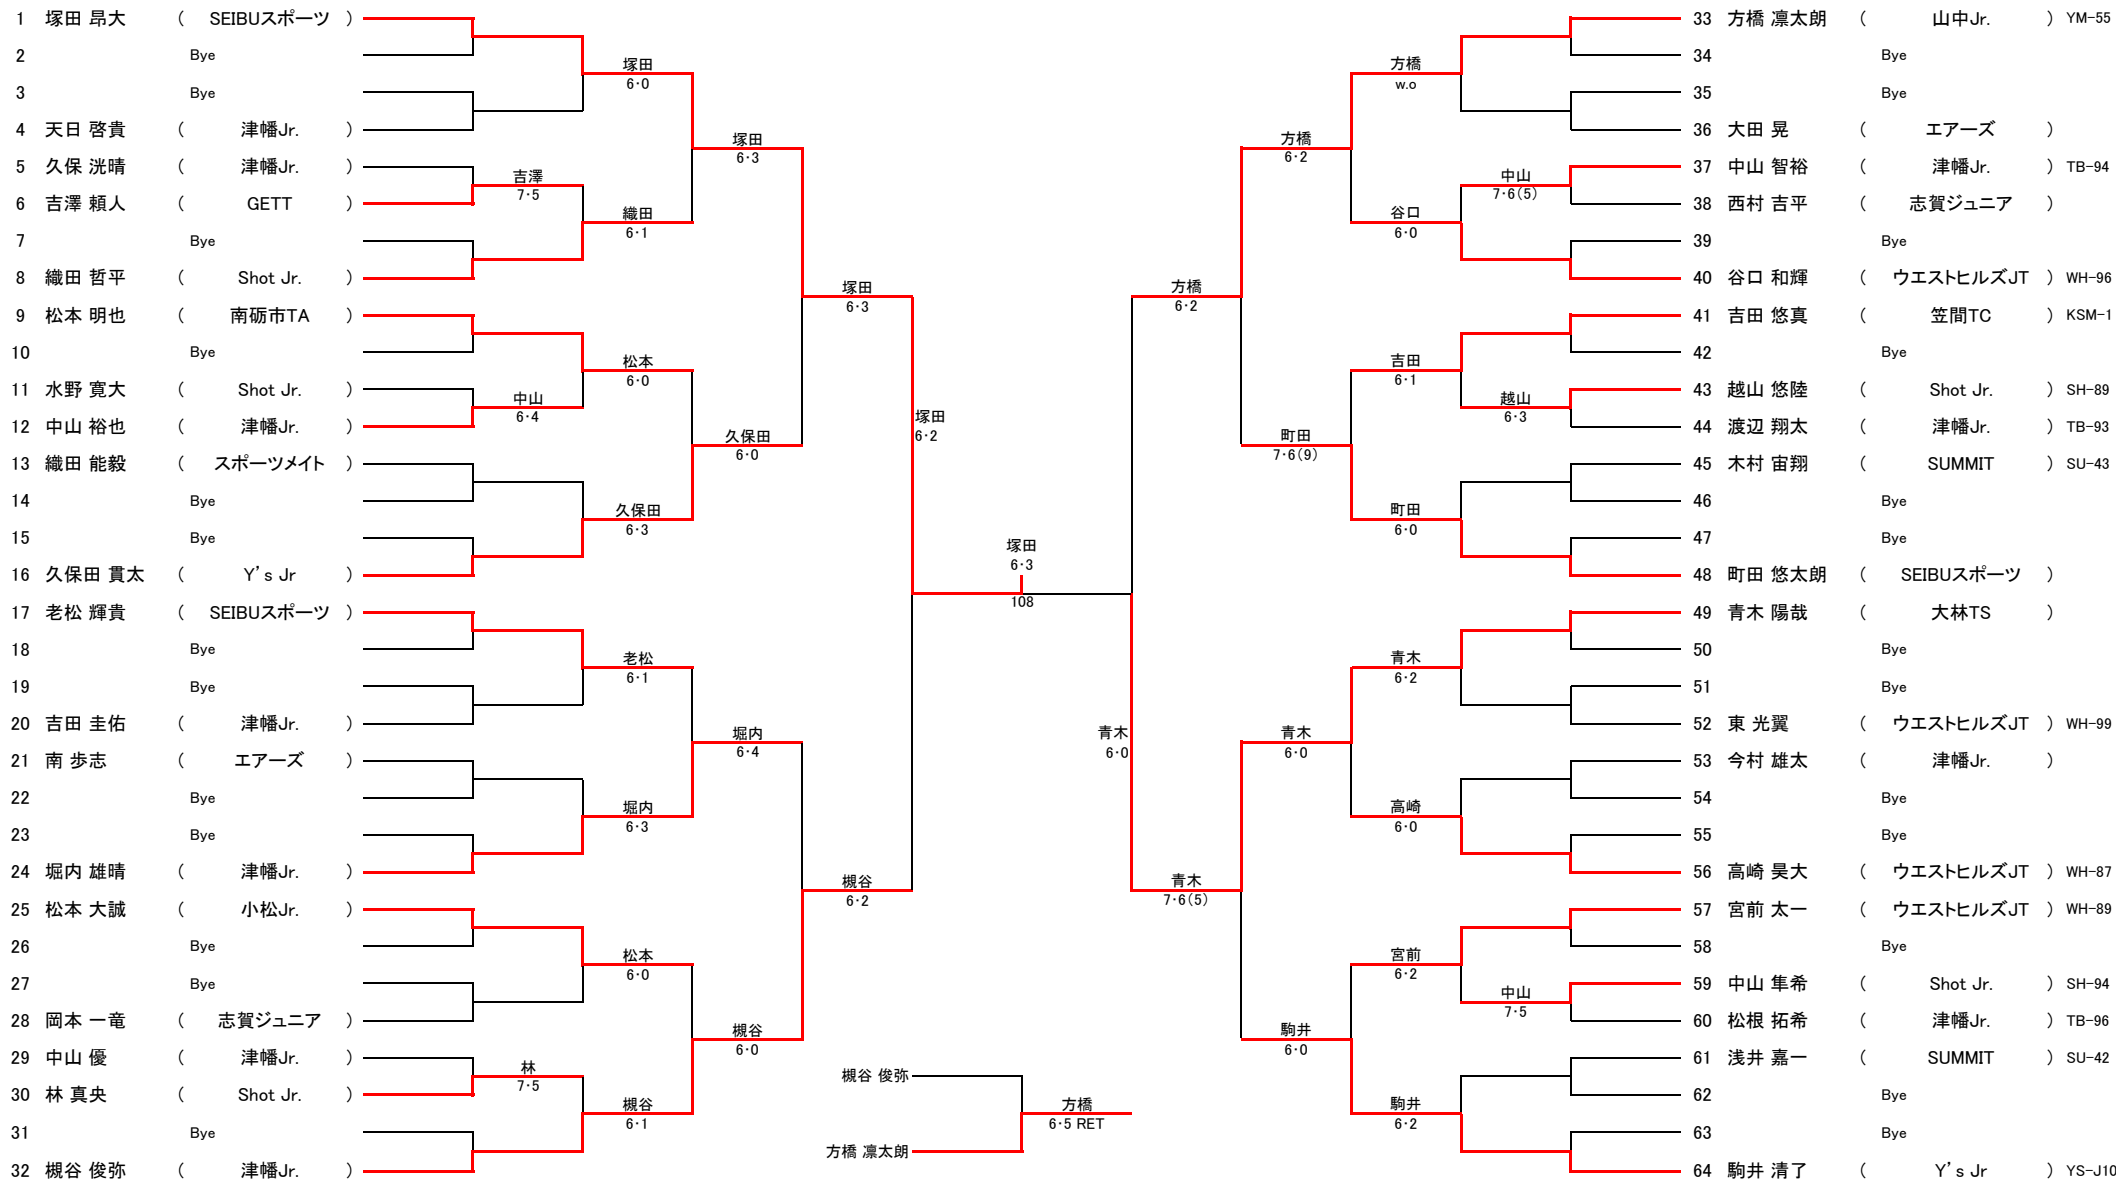 1 塚田 昂大 ( SEIBUスポーツ )
2 Bye
3 Bye
4 天日 啓貴 ( 津幡Jr. )
5 久保 洸晴 ( 津幡Jr. )
6 吉澤 頼人 ( GETT )
7 Bye
8 織田 哲平 ( Shot Jr. )
9 松本 明也 ( 南砺市TA )
10 Bye
11 水野 寛大 ( Shot Jr. )
12 中山 裕也 ( 津幡Jr. )
13 織田 能毅 ( スポーツメイト )
14 Bye
15 Bye
16 久保田 貫太 ( Y's Jr )
17 老松 輝貴 ( SEIBUスポーツ )
18 Bye
19 Bye
20 吉田 圭佑 ( 津幡Jr. )
21 南 歩志 ( エアーズ )
22 Bye
23 Bye
24 堀内 雄晴 ( 津幡Jr. )
25 松本 大誠 ( 小松Jr. )
26 Bye
27 Bye
28 岡本 一竜 ( 志賀ジュニア )
29 中山 優 ( 津幡Jr. )
30 林 真央 ( Shot Jr. )
31 Bye
32 槻谷 俊弥 ( 津幡Jr. )
吉澤
7・5
中山
6・4
林
7・5
塚田
6・0
織田
6・1
松本
6・0
久保田
6・3
老松
6・1
堀内
6・3
松本
6・0
槻谷
6・1
塚田
6・3
久保田
6・0
堀内
6・4
槻谷
6・0
塚田
6・3
槻谷
6・2
塚田
6・2
塚田
6・3
108
青木
6・0
方橋
6・2
青木
7・6(5)
方橋
6・2
町田
7・6(9)
青木
6・0
駒井
6・0
方橋
w.o
谷口
6・0
吉田
6・1
町田
6・0
青木
6・2
高崎
6・0
宮前
6・2
駒井
6・2
中山
7・6(5)
越山
6・3
中山
7・5
槻谷 俊弥
方橋 凛太朗
方橋
6・5 RET
33 方橋 凛太朗 ( 山中Jr. ) YM-55
34 Bye
35 Bye
36 大田 晃 ( エアーズ )
37 中山 智裕 ( 津幡Jr. ) TB-94
38 西村 吉平 ( 志賀ジュニア )
39 Bye
40 谷口 和輝 ( ウエストヒルズJT ) WH-96
41 吉田 悠真 ( 笠間TC ) KSM-1
42 Bye
43 越山 悠陸 ( Shot Jr. ) SH-89
44 渡辺 翔太 ( 津幡Jr. ) TB-93
45 木村 宙翔 ( SUMMIT ) SU-43
46 Bye
47 Bye
48 町田 悠太朗 ( SEIBUスポーツ )
49 青木 陽哉 ( 大林TS )
50 Bye
51 Bye
52 東 光翼 ( ウエストヒルズJT ) WH-99
53 今村 雄太 ( 津幡Jr. )
54 Bye
55 Bye
56 高崎 昊大 ( ウエストヒルズJT ) WH-87
57 宮前 太一 ( ウエストヒルズJT ) WH-89
58 Bye
59 中山 隼希 ( Shot Jr. ) SH-94
60 松根 拓希 ( 津幡Jr. ) TB-96
61 浅井 嘉一 ( SUMMIT ) SU-42
62 Bye
63 Bye
64 駒井 清了 ( Y's Jr ) YS-J10